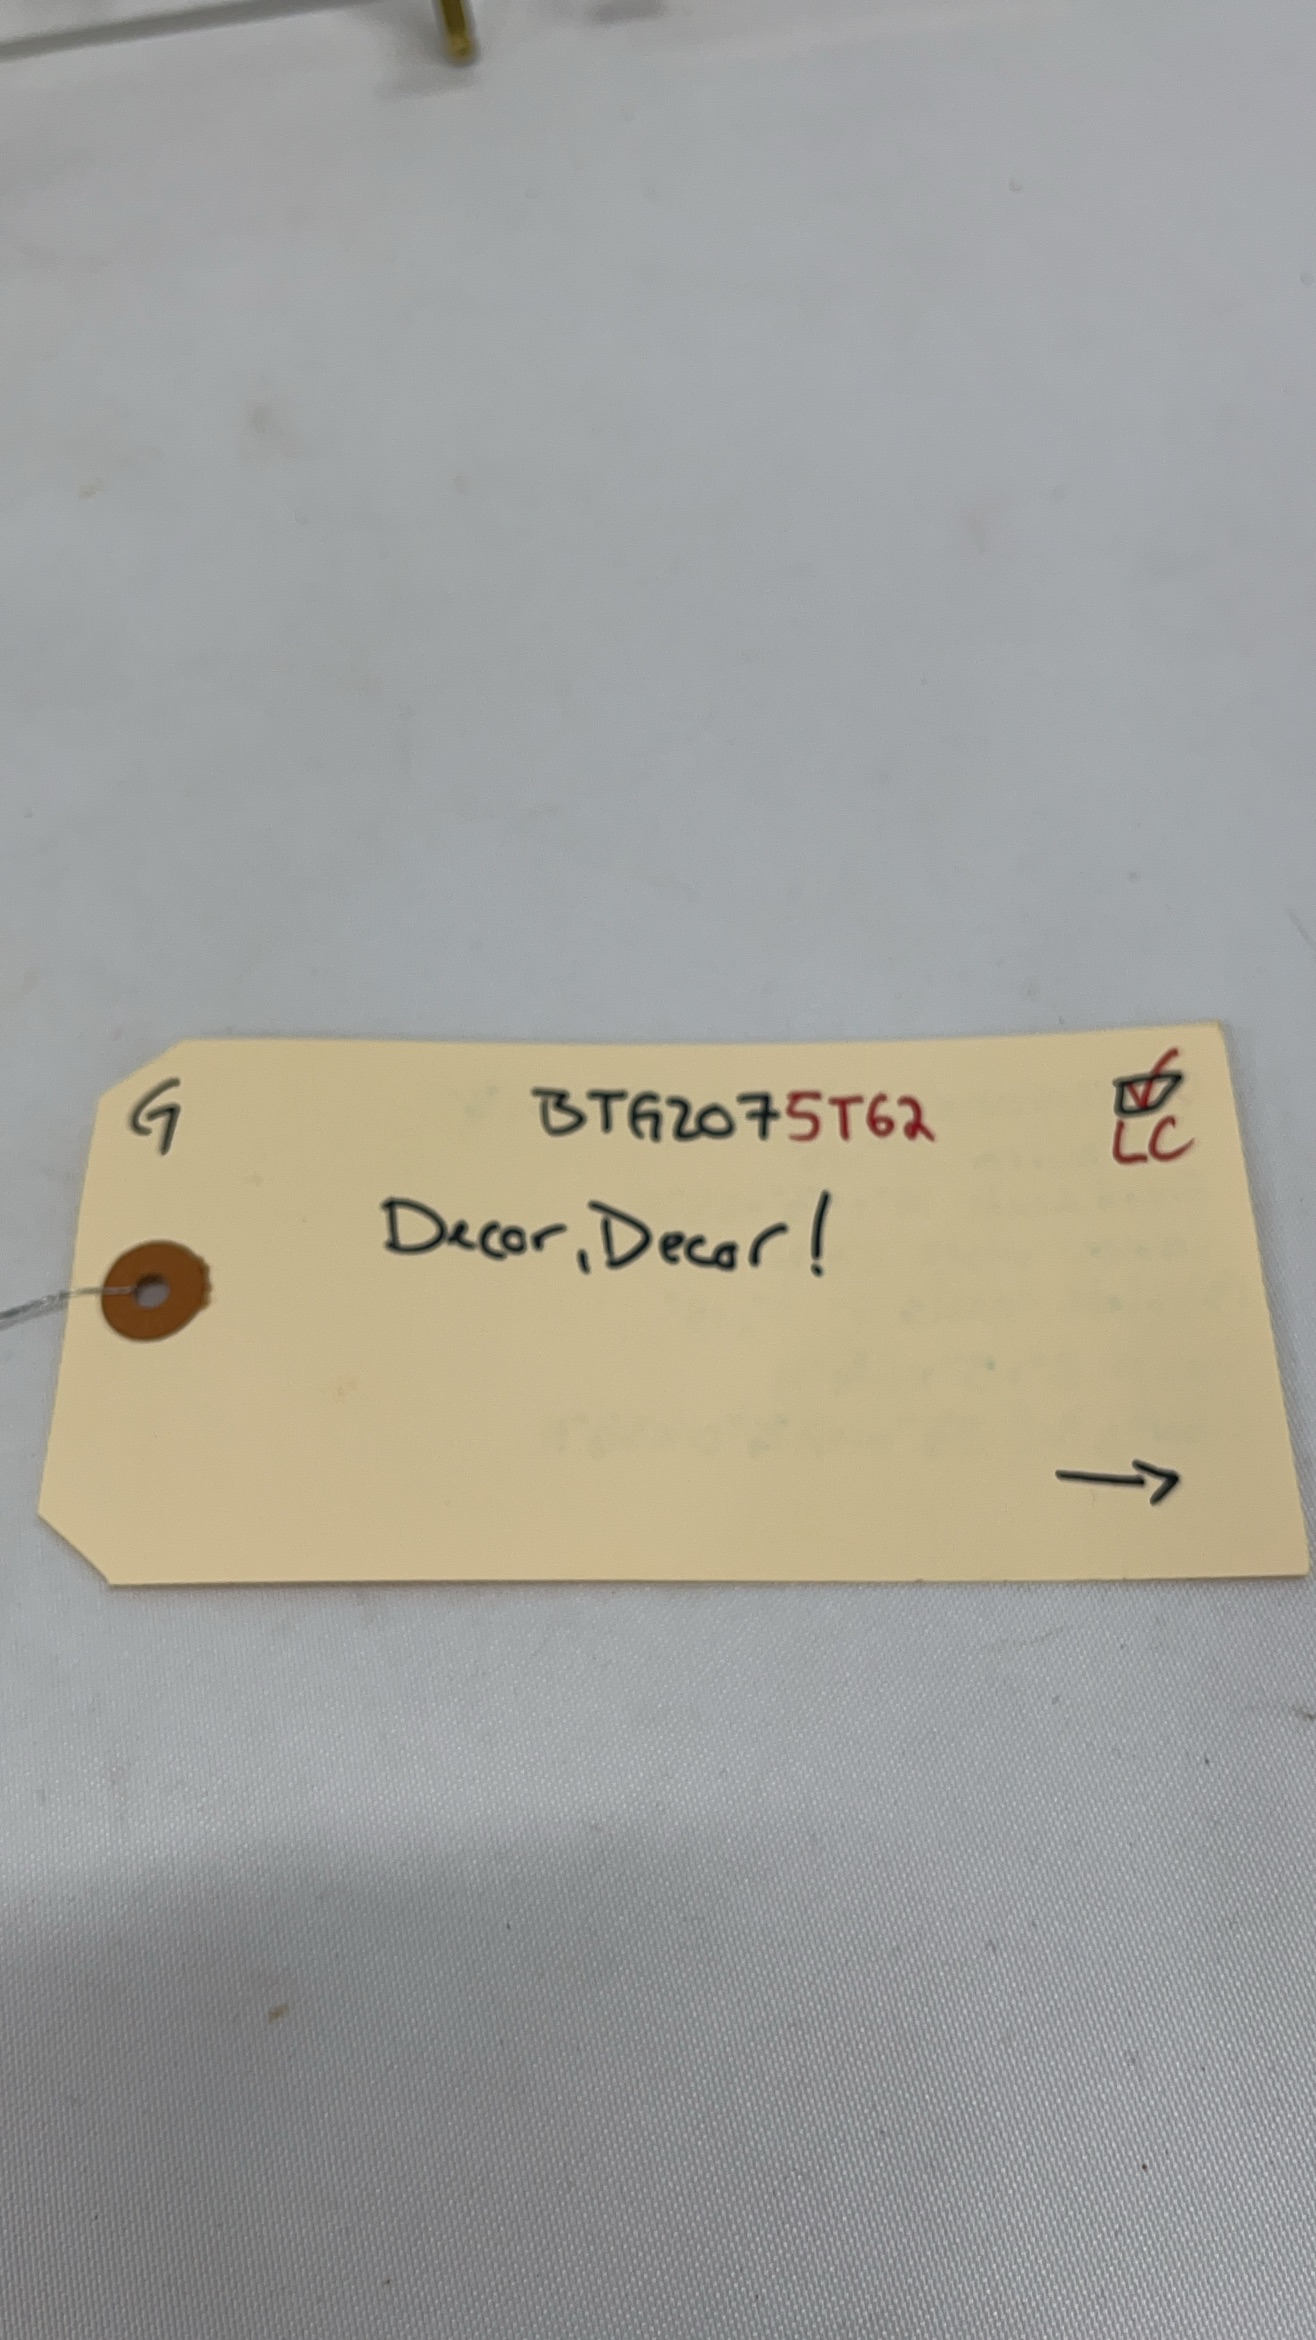 G BTG2075T62 ☑
LC
Decor, Decor!
→